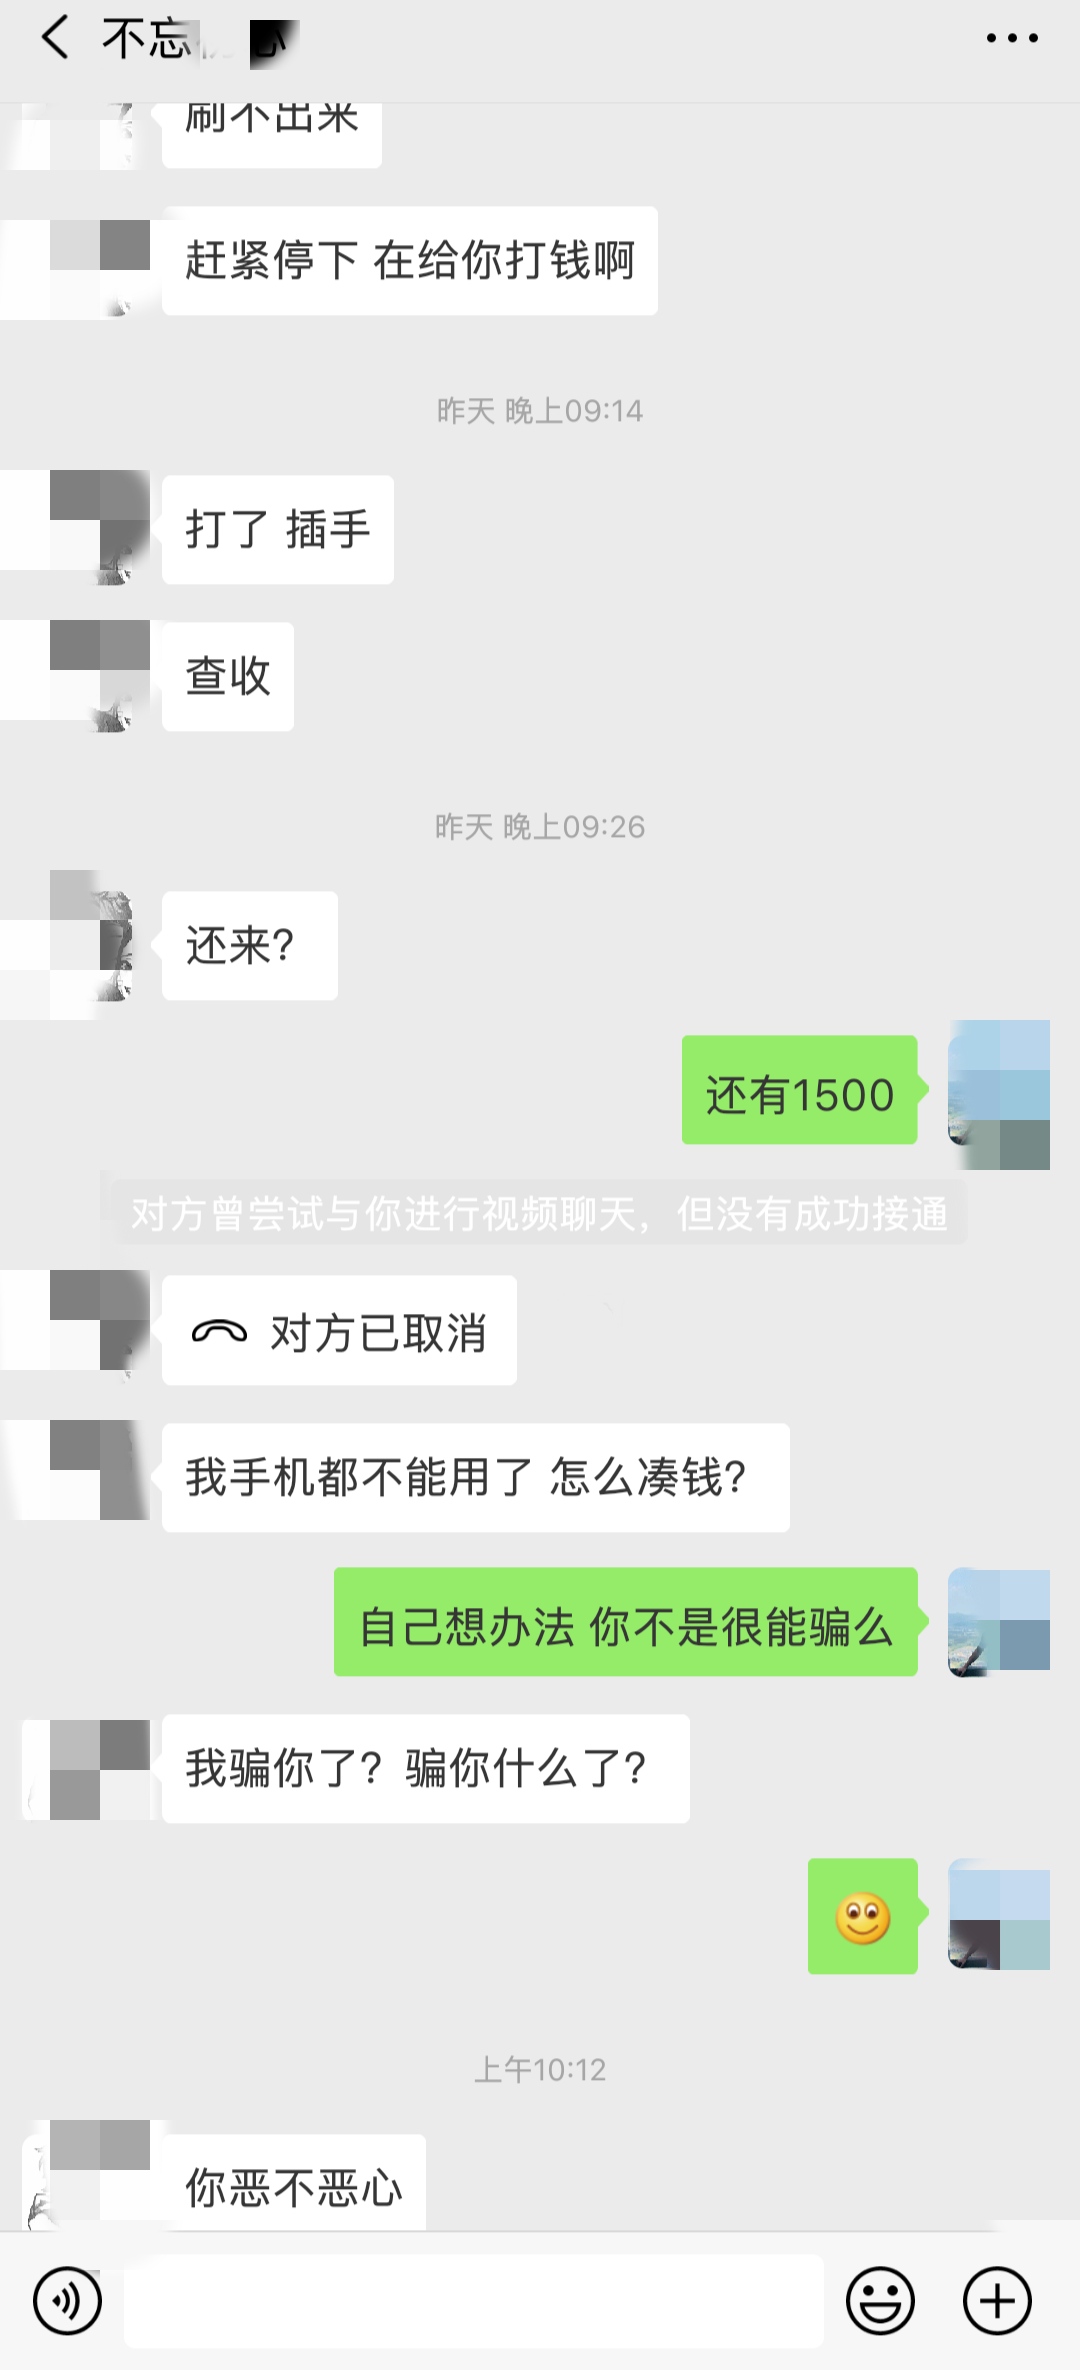 不忘
刷不出来
赶紧停下 在给你打钱啊
昨天 晚上09:14
打了 插手
查收
昨天 晚上09:26
还来?
还有1500
对方曾尝试与你进行视频聊天，但没有成功接通
对方已取消
我手机都不能用了 怎么凑钱?
自己想办法 你不是很能骗么
我骗你了? 骗你什么了?
上午10:12
你恶不恶心